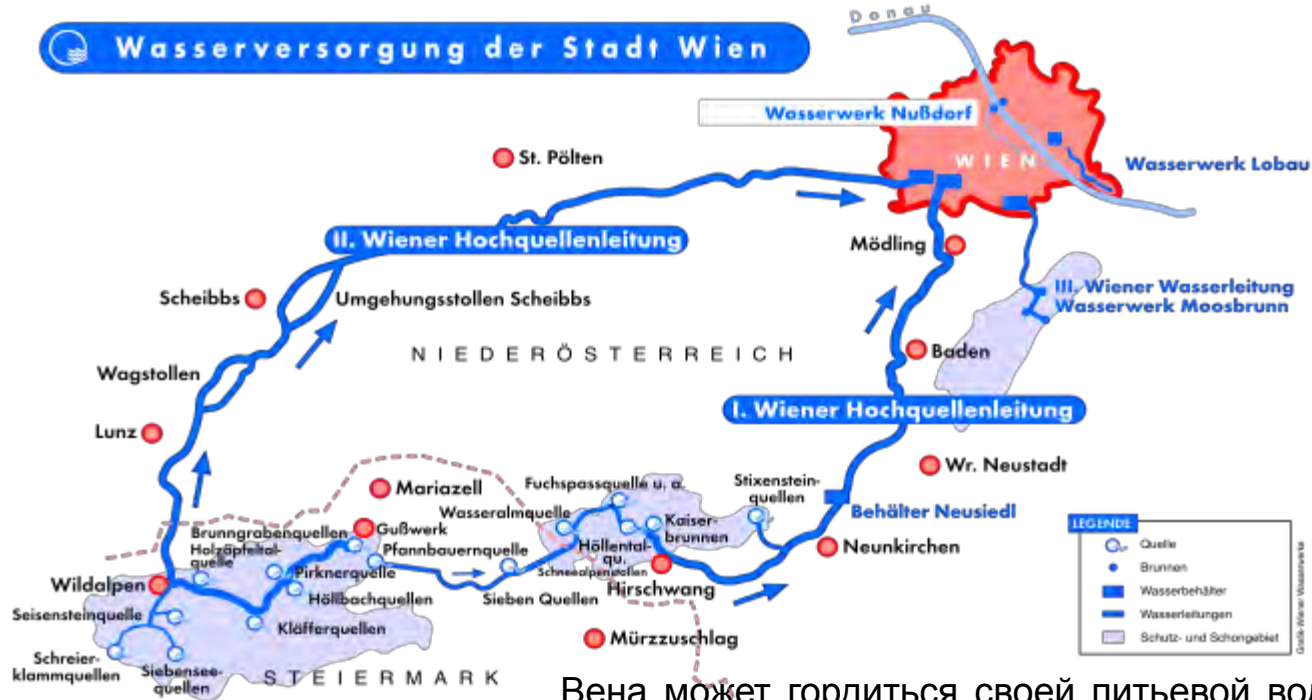 Wasserversorgung der Stadt Wien
Donau
Wasserwerk Nußdorf
WIEN
Wasserwerk Lobau
St. Pölten
II. Wiener Hochquellenleitung
Mödling
Scheibbs
Umgehungsstollen Scheibbs
III. Wiener Wasserleitung
Wasserwerk Moosbrunn
NIEDERÖSTERREICH
Baden
Wagstollen
I. Wiener Hochquellenleitung
Lunz
Wr. Neustadt
Mariazell
Fuchspassquelle u. a.
Stixenstein-
quellen
Wasseralmquelle
Behälter Neusiedl
Brunngrabenquellen
Gußwerk
Kaiser-
brunnen
Holzäpfeltal-
quelle
Pfannbauernquelle
Höllental-
qu.
Neunkirchen
Schneealpenstollen
Wildalpen
Pirknerquelle
Hirschwang
Höllbachquellen
Sieben Quellen
Seisensteinquelle
Kläfferquellen
Mürzzuschlag
Schreier-
klammquellen
Siebensee-
quellen
STEIERMARK
LEGENDE
Quelle
Brunnen
Wasserbehälter
Wasserleitungen
Schutz- und Schongebiet
Grafik-Wiener Wasserwerke
Вена может гордиться своей питьевой во